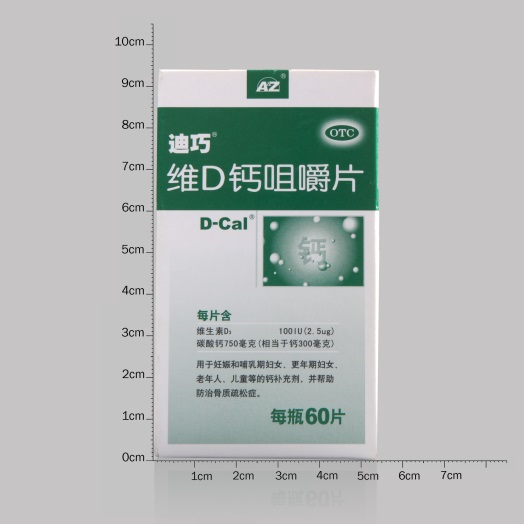 10cm
9cm
8cm
7cm
6cm
5cm
4cm
3cm
2cm
1cm
0cm
AZ®
OTC
迪巧®
维D钙咀嚼片
D-Cal®
钙
每片含
维生素D₃ 100IU(2.5ug)
碳酸钙750毫克(相当于钙300毫克)
用于妊娠和哺乳期妇女、更年期妇女、
老年人、儿童等的钙补充剂，并帮助
防治骨质疏松症。
每瓶60片
1cm 2cm 3cm 4cm 5cm 6cm 7cm